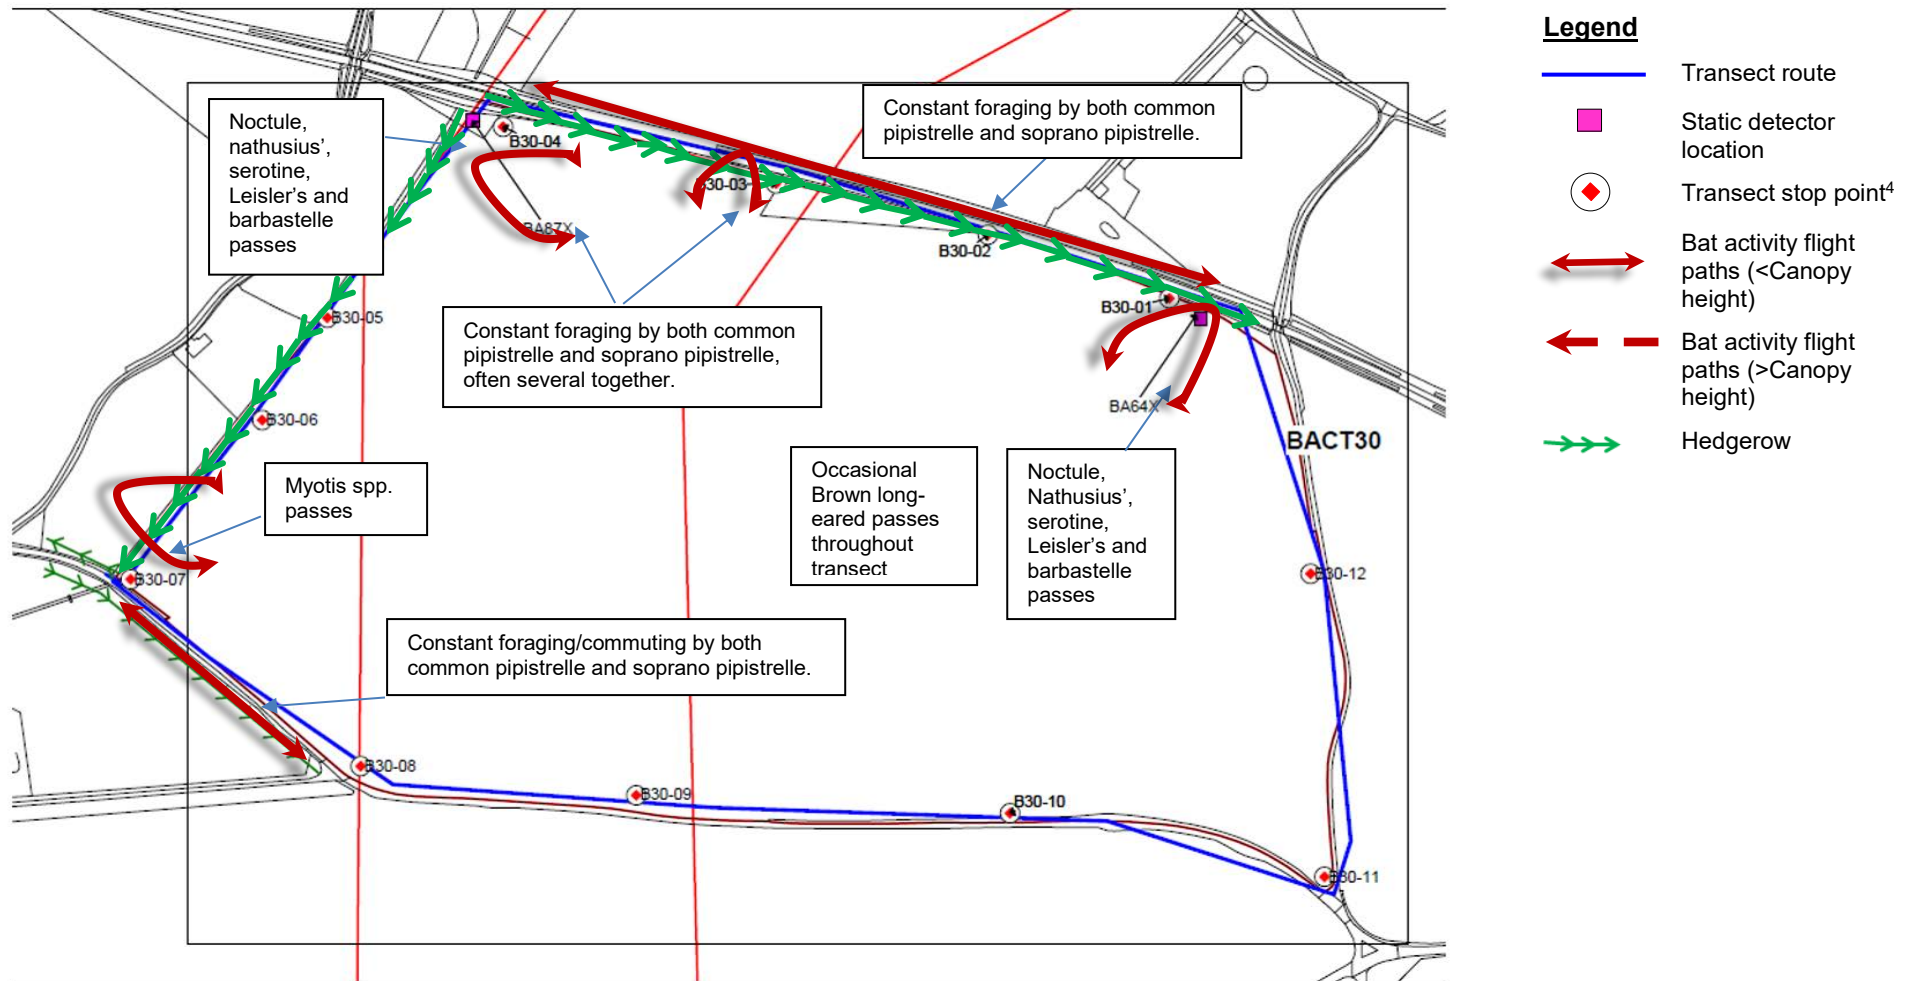 Legend
Transect route
Static detector
location
Transect stop point⁴
Bat activity flight
paths (<Canopy
height)
Bat activity flight
paths (>Canopy
height)
Hedgerow
Noctule,
nathusius’,
serotine,
Leisler’s and
barbastelle
passes
B30-04
Constant foraging by both common
pipistrelle and soprano pipistrelle.
B30-03
BA87X
B30-02
B30-01
B30-05
Constant foraging by both common
pipistrelle and soprano pipistrelle,
often several together.
BA64X
B30-06
BACT30
Myotis spp.
passes
Occasional
Brown long-
eared passes
throughout
transect
Noctule,
Nathusius’,
serotine,
Leisler’s and
barbastelle
passes
B30-07
B30-12
Constant foraging/commuting by both
common pipistrelle and soprano pipistrelle.
B30-08
B30-09
B30-10
B30-11